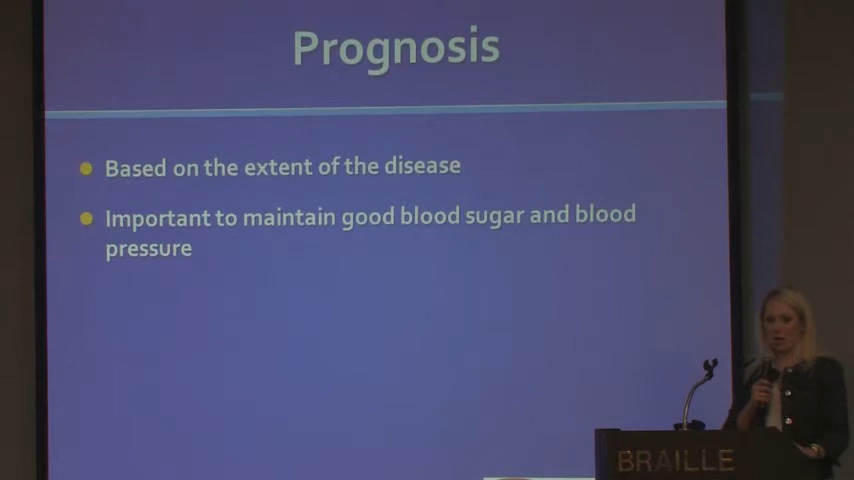 Prognosis
Based on the extent of the disease
Important to maintain good blood sugar and blood
pressure
BRAILLE